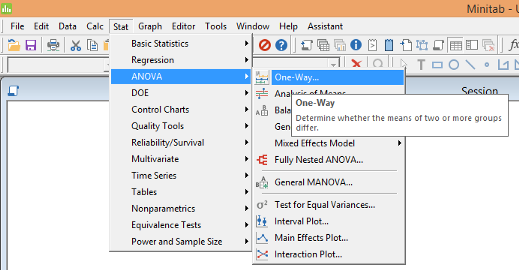 Minitab - U
File Edit Data Calc Stat Graph Editor Tools Window Help Assistant
Basic Statistics
Regression
ANOVA
DOE
Control Charts
Quality Tools
Reliability/Survival
Multivariate
Time Series
Tables
Nonparametrics
Equivalence Tests
Power and Sample Size
One-Way...
Analysis of Means...
Bala
Gen
Mixed Effects Model
Fully Nested ANOVA...
General MANOVA...
Test for Equal Variances...
Interval Plot...
Main Effects Plot...
Interaction Plot...
One-Way
Determine whether the means of two or more groups
differ.
Session